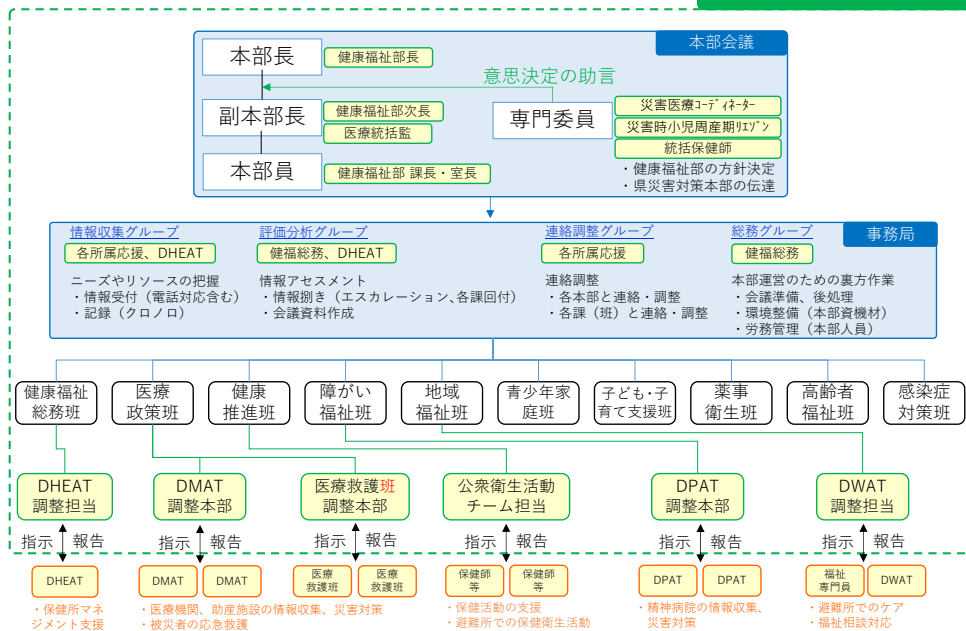 本部会議
本部長
健康福祉部長
意思決定の助言
副本部長
健康福祉部次長
医療統括監
専門委員
災害医療ｺｰﾃﾞｨﾈｰﾀｰ
災害時小児周産期ﾘｴｿﾞﾝ
統括保健師
本部員
健康福祉部 課長・室長
・健康福祉部の方針決定
・県災害対策本部の伝達
事務局
情報収集グループ
各所属応援、DHEAT
ニーズやリソースの把握
・情報受付（電話対応含む）
・記録（クロノロ）
評価分析グループ
健福総務、DHEAT
情報アセスメント
・情報捌き（エスカレーション、各課回付）
・会議資料作成
連絡調整グループ
各所属応援
連絡調整
・各本部と連絡・調整
・各課（班）と連絡・調整
総務グループ
健福総務
本部運営のための裏方作業
・会議準備、後処理
・環境整備（本部資機材）
・労務管理（本部人員）
健康福祉
総務班
医療
政策班
健康
推進班
障がい
福祉班
地域
福祉班
青少年家
庭班
子ども・子
育て支援班
薬事
衛生班
高齢者
福祉班
感染症
対策班
DHEAT
調整担当
DMAT
調整本部
医療救護班
調整本部
公衆衛生活動
チーム担当
DPAT
調整本部
DWAT
調整担当
指示 報告
指示 報告
指示 報告
指示 報告
指示 報告
指示 報告
DHEAT
・保健所マネ
ジメント支援
DMAT
DMAT
医療
救護班
医療
救護班
・医療機関、助産施設の情報収集、災害対策
・被災者の応急救護
保健師
等
保健師
等
・保健活動の支援
・避難所での保健衛生活動
DPAT
DPAT
・精神病院の情報収集、
災害対策
福祉
専門員
DWAT
・避難所でのケア
・福祉相談対応